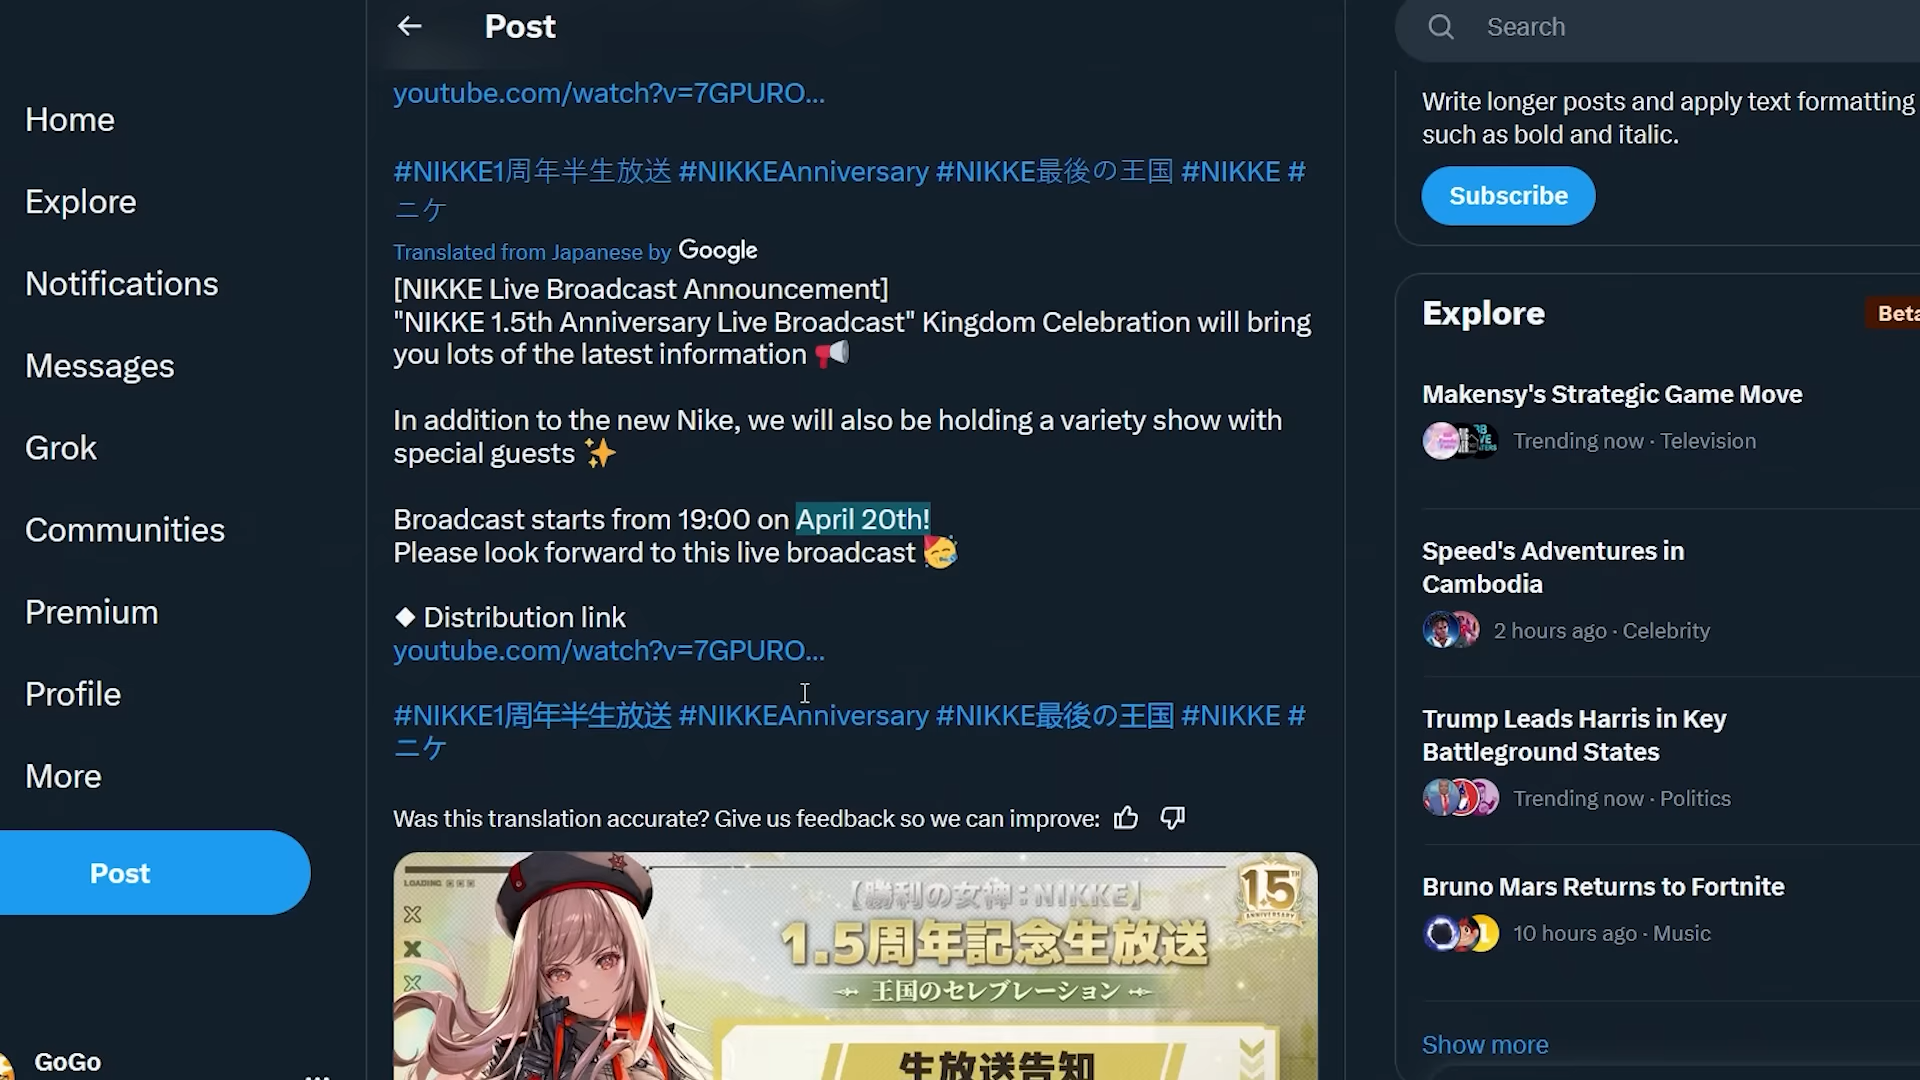 Home
Explore
Notifications
Messages
Grok
Communities
Premium
Profile
More
Post
GoGo
Post
youtube.com/watch?v=7GPURO...
#NIKKE1周年半生放送 #NIKKEAnniversary #NIKKE最後の王国 #NIKKE #
ニケ
Translated from Japanese by Google
[NIKKE Live Broadcast Announcement]
"NIKKE 1.5th Anniversary Live Broadcast" Kingdom Celebration will bring
you lots of the latest information 📢
In addition to the new Nike, we will also be holding a variety show with
special guests ✨
Broadcast starts from 19:00 on April 20th!
Please look forward to this live broadcast 🥳
◆ Distribution link
youtube.com/watch?v=7GPURO...
#NIKKE1周年半生放送 #NIKKEAnniversary #NIKKE最後の王国 #NIKKE #
ニケ
Was this translation accurate? Give us feedback so we can improve:
LOADING
【勝利の女神:NIKKE】
1.5周年記念生放送
王国のセレブレーション
生放送告知
1.5TH
ANNIVERSARY
Search
Write longer posts and apply text formatting
such as bold and italic.
Subscribe
Explore
Beta
Makensy's Strategic Game Move
Trending now · Television
Speed's Adventures in
Cambodia
2 hours ago · Celebrity
Trump Leads Harris in Key
Battleground States
Trending now · Politics
Bruno Mars Returns to Fortnite
10 hours ago · Music
Show more